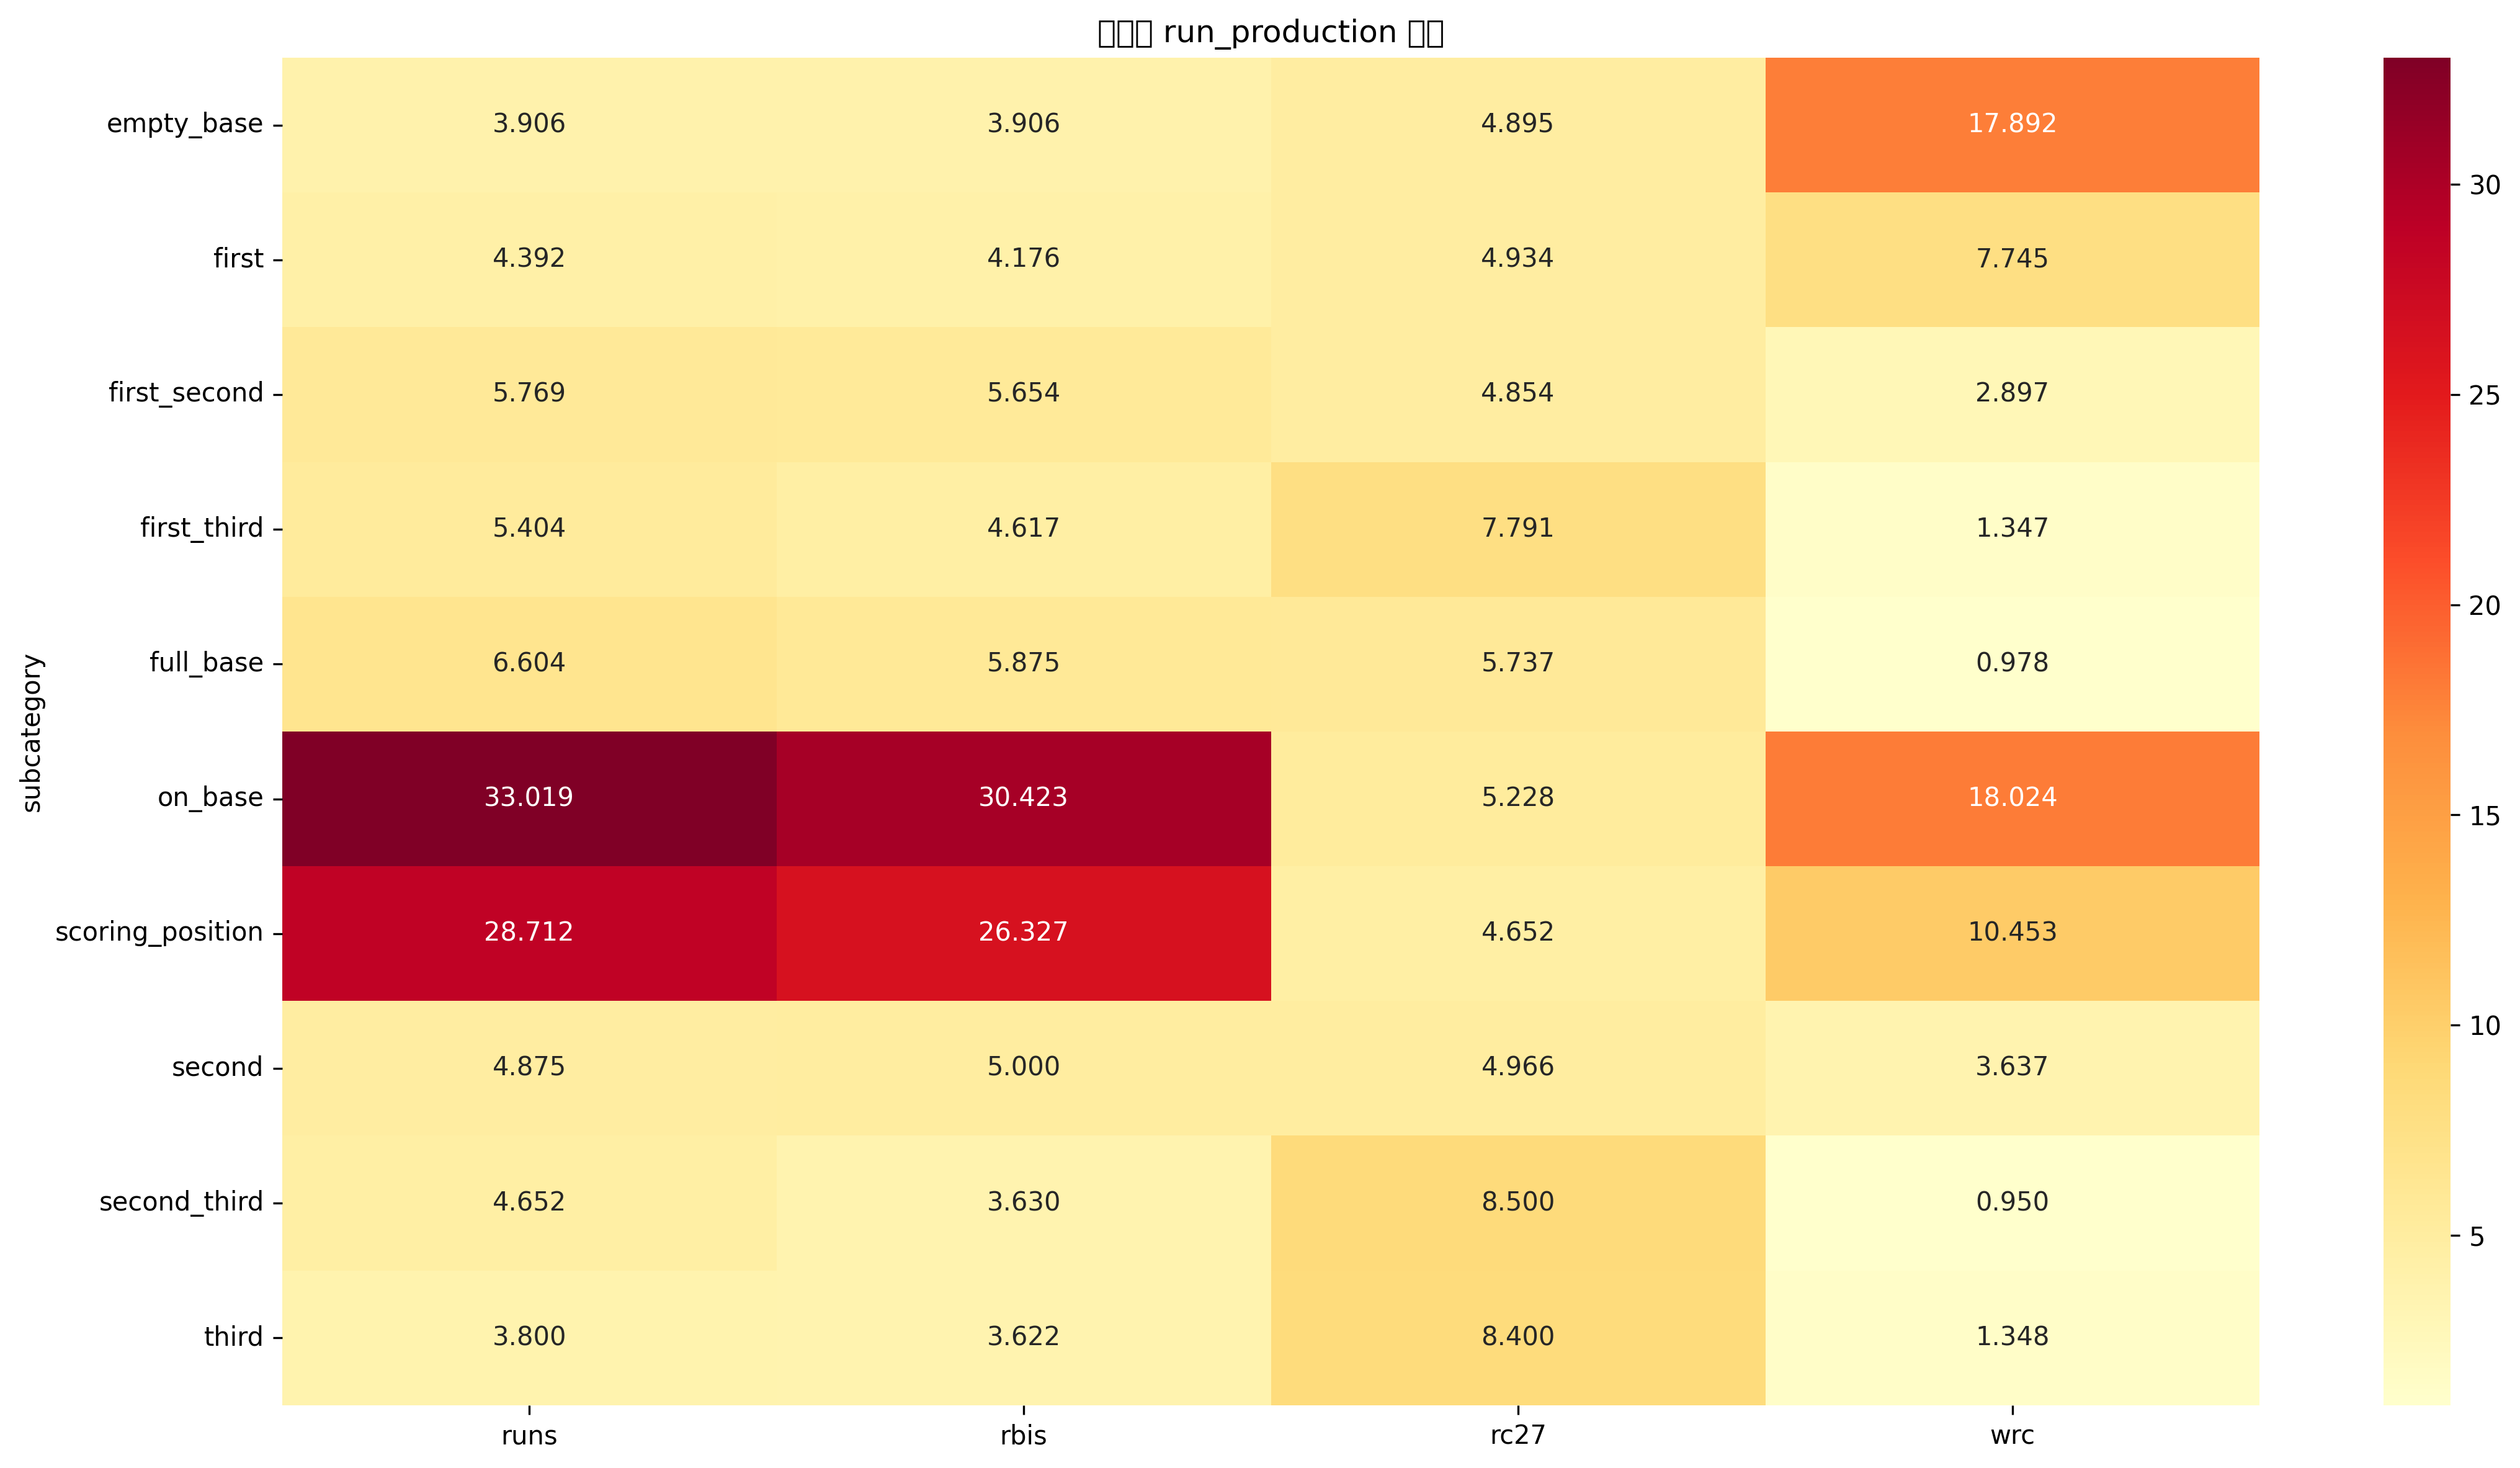 run_production
empty_base 3.906 3.906 4.895 17.892
first 4.392 4.176 4.934 7.745
first_second 5.769 5.654 4.854 2.897
first_third 5.404 4.617 7.791 1.347
full_base 6.604 5.875 5.737 0.978
on_base 33.019 30.423 5.228 18.024
scoring_position 28.712 26.327 4.652 10.453
second 4.875 5.000 4.966 3.637
second_third 4.652 3.630 8.500 0.950
third 3.800 3.622 8.400 1.348
runs rbis rc27 wrc
subcategory
30
25
20
15
10
5